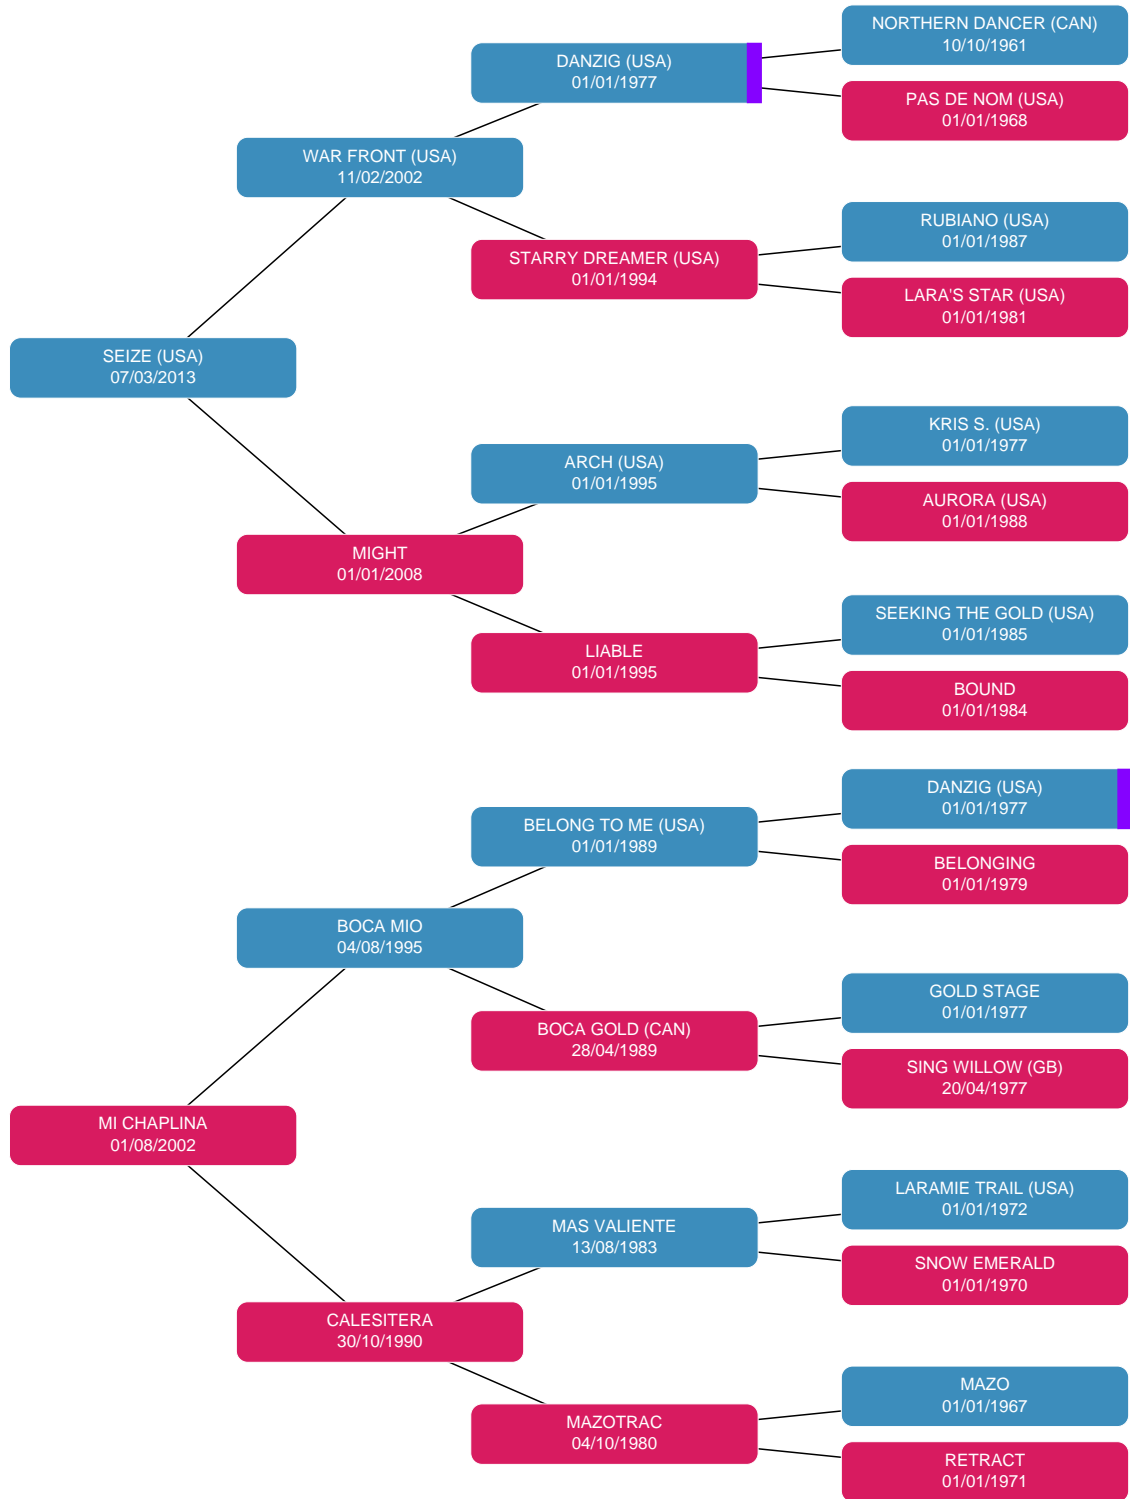 NORTHERN DANCER (CAN)
10/10/1961
DANZIG (USA)
01/01/1977
PAS DE NOM (USA)
01/01/1968
WAR FRONT (USA)
11/02/2002
RUBIANO (USA)
01/01/1987
STARRY DREAMER (USA)
01/01/1994
LARA'S STAR (USA)
01/01/1981
SEIZE (USA)
07/03/2013
KRIS S. (USA)
01/01/1977
ARCH (USA)
01/01/1995
AURORA (USA)
01/01/1988
MIGHT
01/01/2008
SEEKING THE GOLD (USA)
01/01/1985
LIABLE
01/01/1995
BOUND
01/01/1984
DANZIG (USA)
01/01/1977
BELONG TO ME (USA)
01/01/1989
BELONGING
01/01/1979
BOCA MIO
04/08/1995
GOLD STAGE
01/01/1977
BOCA GOLD (CAN)
28/04/1989
SING WILLOW (GB)
20/04/1977
MI CHAPLINA
01/08/2002
LARAMIE TRAIL (USA)
01/01/1972
MAS VALIENTE
13/08/1983
SNOW EMERALD
01/01/1970
CALESITERA
30/10/1990
MAZO
01/01/1967
MAZOTRAC
04/10/1980
RETRACT
01/01/1971